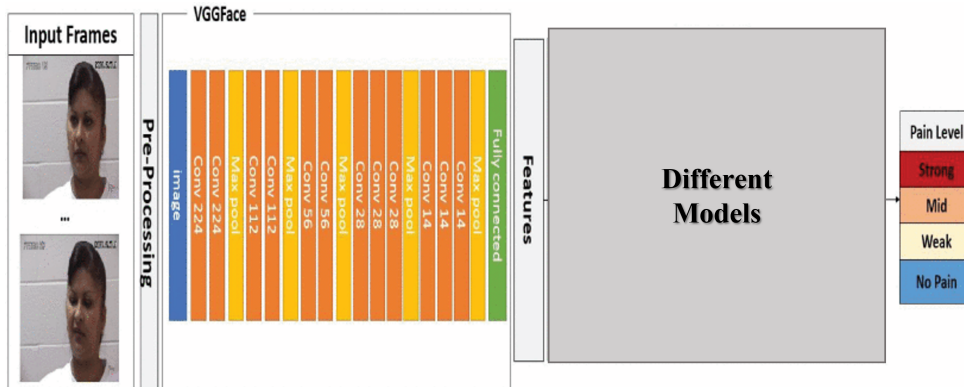 Input Frames
...
Pre-Processing
VGGFace
image
Conv 224
Conv 224
Max pool
Conv 112
Conv 112
Max pool
Conv 56
Conv 56
Max pool
Conv 28
Conv 28
Conv 28
Max pool
Conv 14
Conv 14
Conv 14
Max pool
Fully connected
Features
Different
Models
Pain Level
Strong
Mid
Weak
No Pain